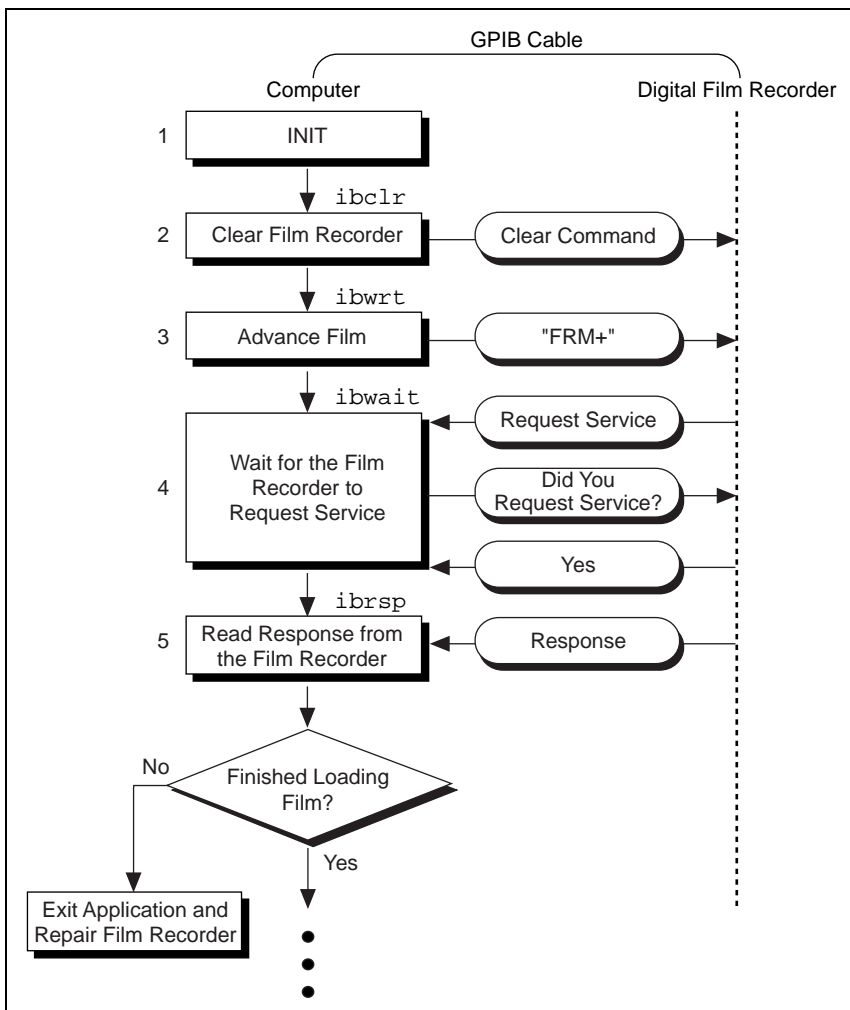 GPIB Cable
Computer
Digital Film Recorder
1
INIT
ibclr
2
Clear Film Recorder
Clear Command
ibwrt
3
Advance Film
"FRM+"
ibwait
Request Service
4
Wait for the Film
Recorder to
Request Service
Did You
Request Service?
Yes
ibrsp
5
Read Response from
the Film Recorder
Response
No
Finished Loading
Film?
Yes
Exit Application and
Repair Film Recorder